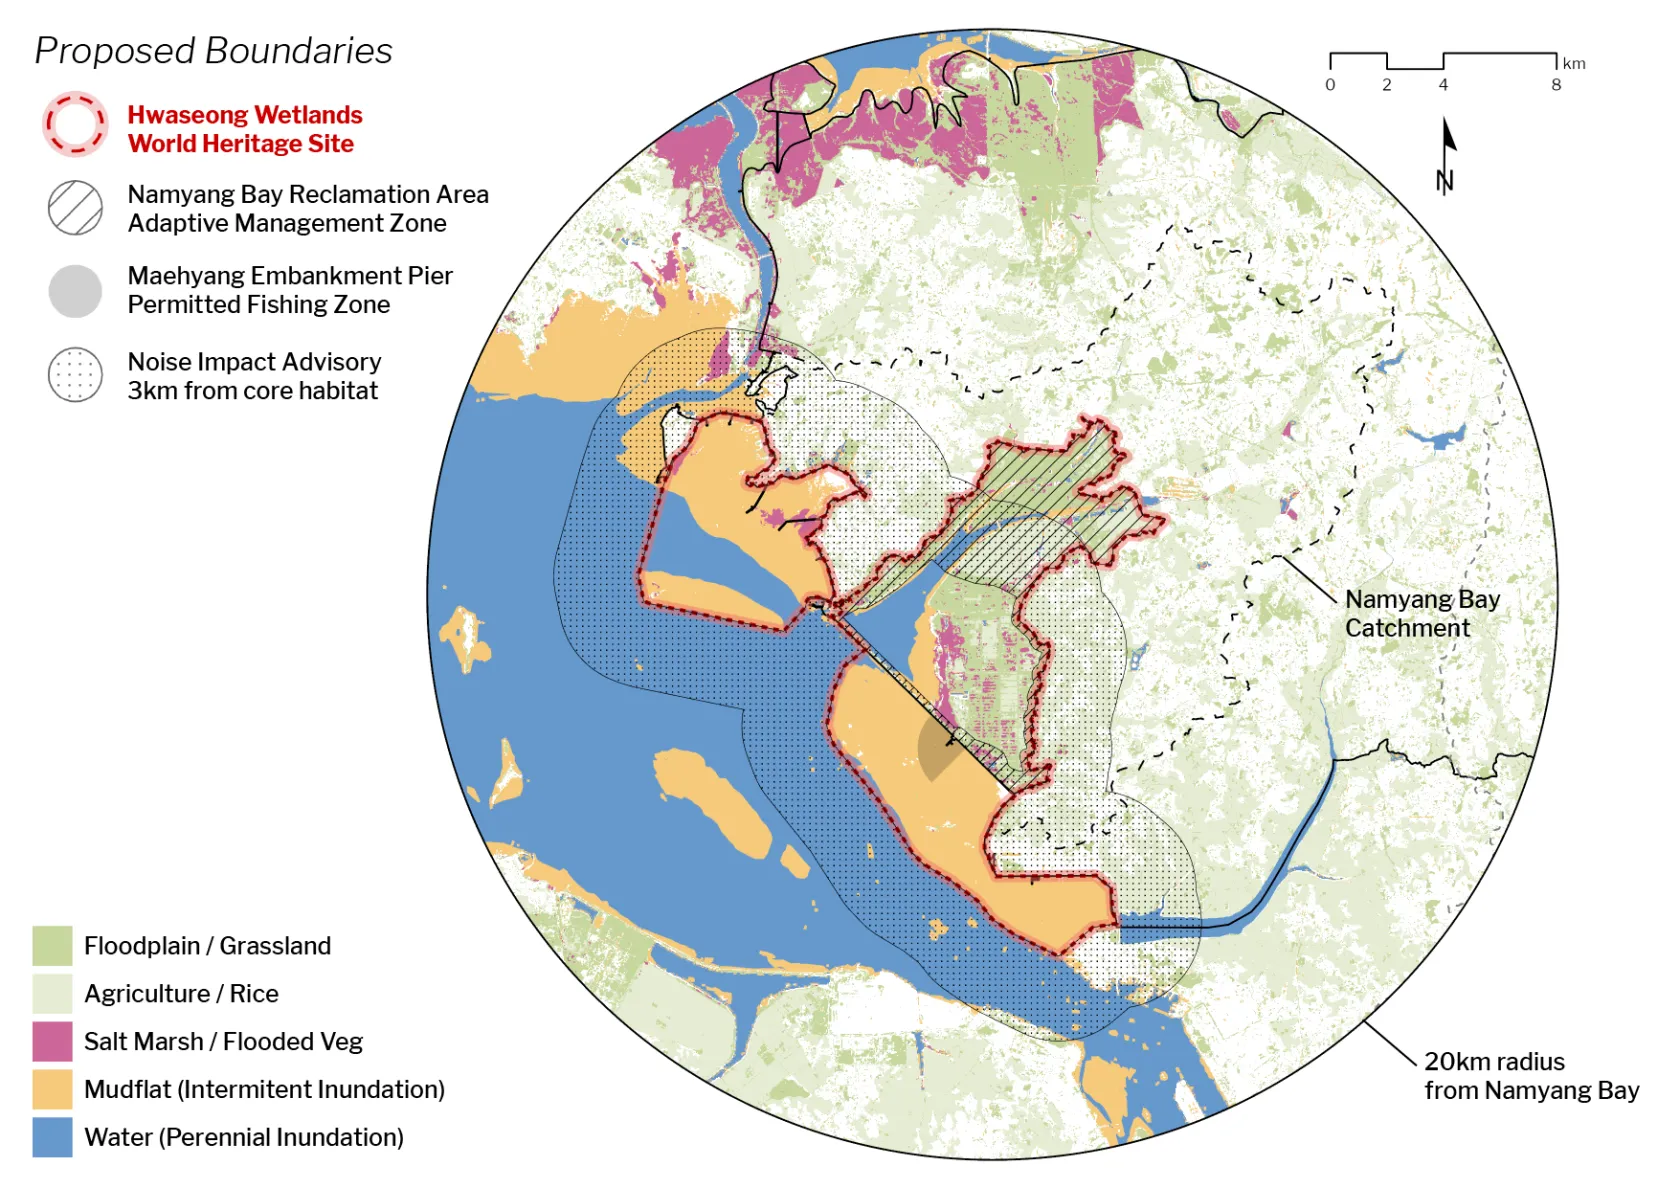 Proposed Boundaries
Hwaseong Wetlands
World Heritage Site
Namyang Bay Reclamation Area
Adaptive Management Zone
Maehyang Embankment Pier
Permitted Fishing Zone
Noise Impact Advisory
3km from core habitat
km
0 2 4 8
N
Namyang Bay
Catchment
Floodplain / Grassland
Agriculture / Rice
Salt Marsh / Flooded Veg
Mudflat (Intermitent Inundation)
Water (Perennial Inundation)
20km radius
from Namyang Bay